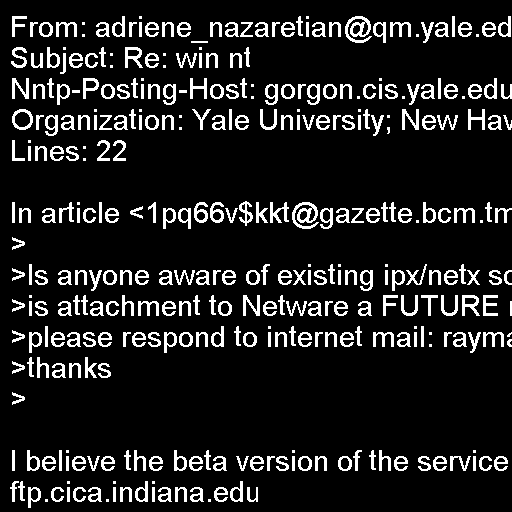 From: adriene_nazaretian@qm.yale.ed
Subject: Re: win nt
Nntp-Posting-Host: gorgon.cis.yale.edu
Organization: Yale University; New Hav
Lines: 22
In article <1pq66v$kkt@gazette.bcm.tm
>
>Is anyone aware of existing ipx/netx so
>is attachment to Netware a FUTURE
>please respond to internet mail: rayma
>thanks
>
I believe the beta version of the service
ftp.cica.indiana.edu